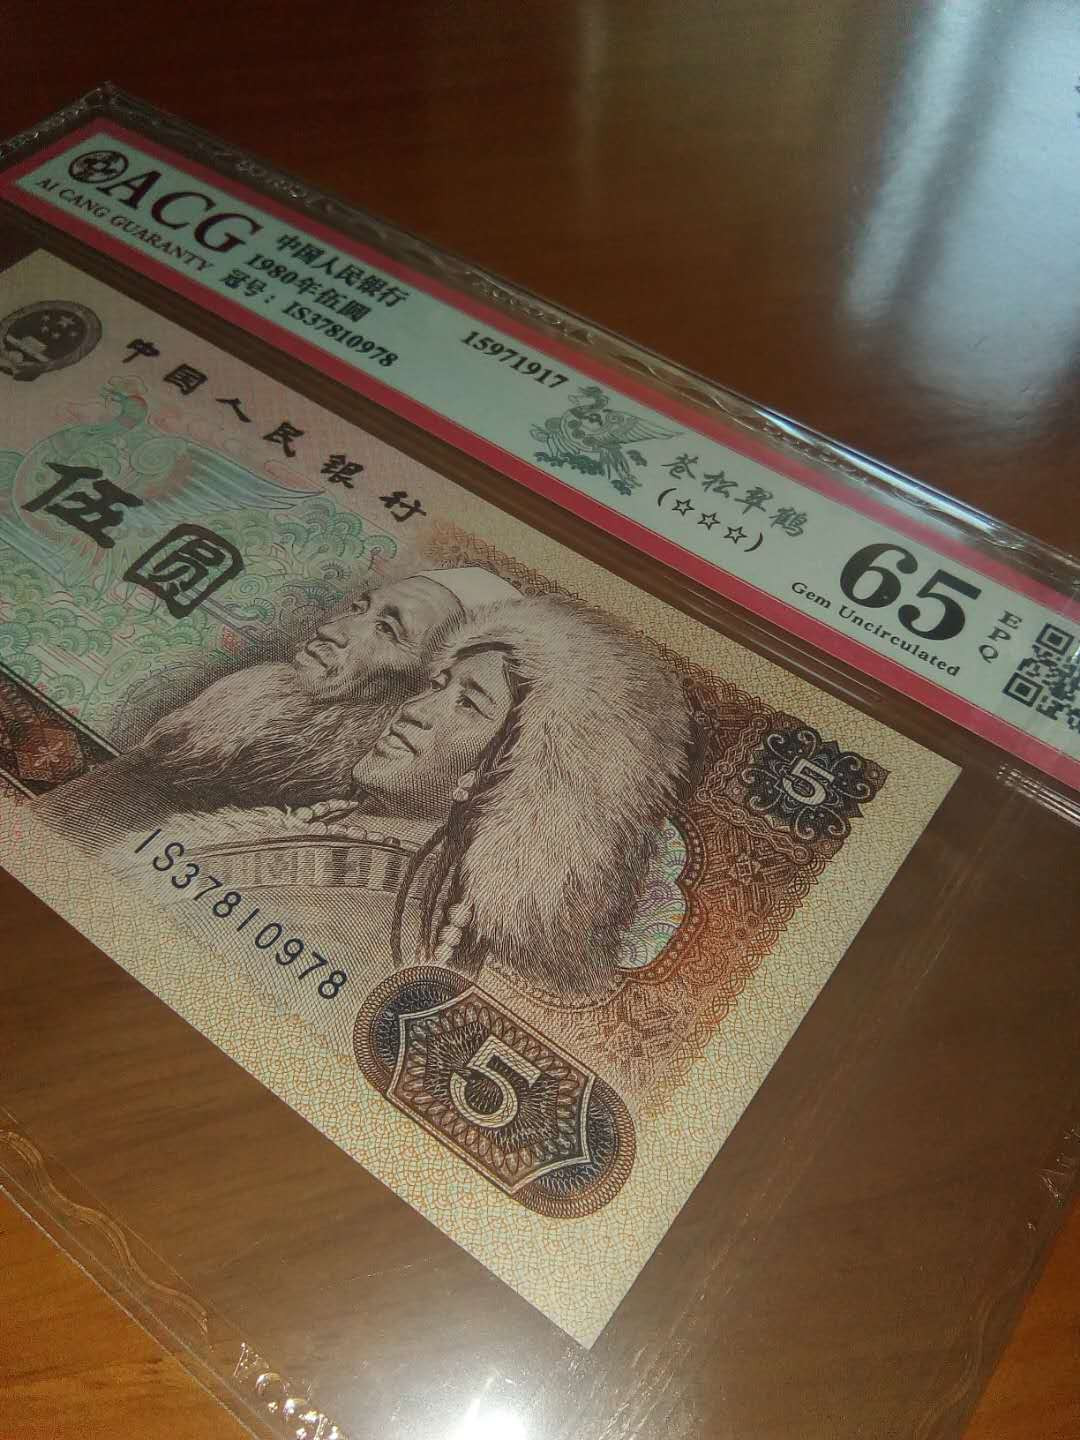 ACG
AI CANG GUARANTY
中国人民银行
1980年伍圆
冠号：IS37810978
15971917
苍松翠鹤
(☆☆☆)
65
EPQ
Gem Uncirculated
中国人民银行
伍圆
IS37810978
5
5